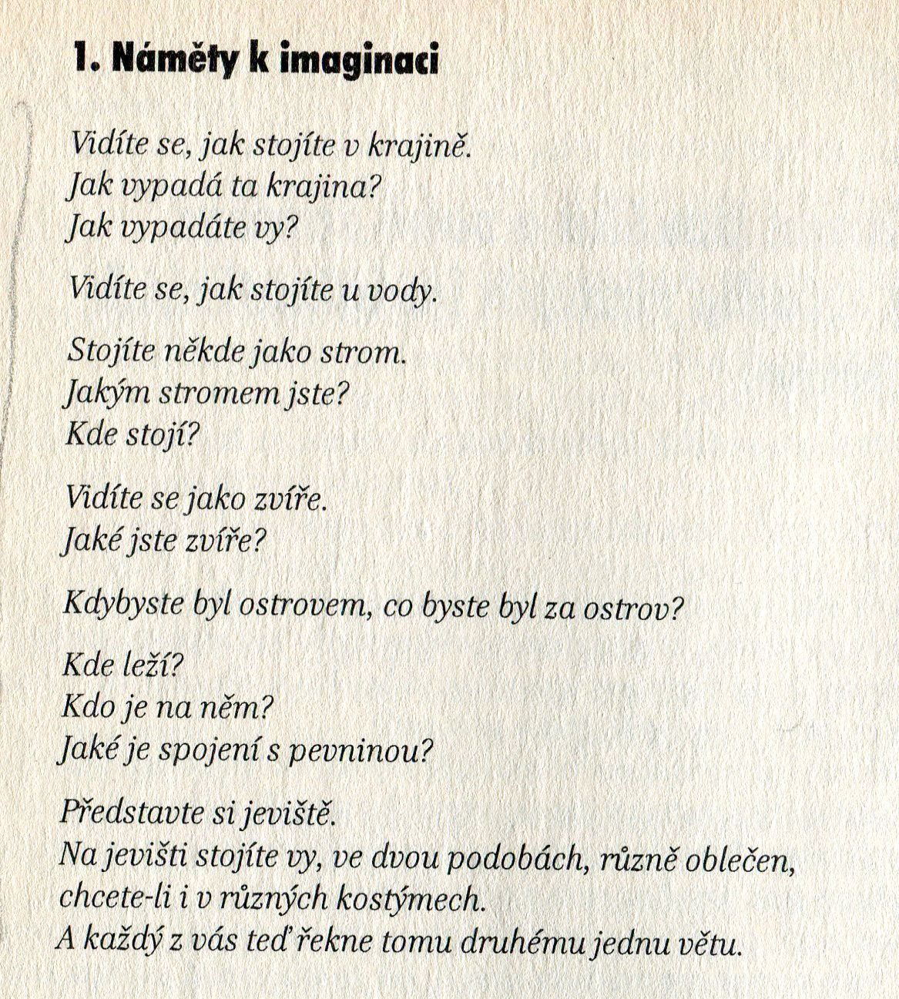 1. Náměty k imaginaci
Vidíte se, jak stojíte v krajině.
Jak vypadá ta krajina?
Jak vypadáte vy?
Vidíte se, jak stojíte u vody.
Stojíte někde jako strom.
Jakým stromem jste?
Kde stojí?
Vidíte se jako zvíře.
Jaké jste zvíře?
Kdybyste byl ostrovem, co byste byl za ostrov?
Kde leží?
Kdo je na něm?
Jaké je spojení s pevninou?
Představte si jeviště.
Na jevišti stojíte vy, ve dvou podobách, různě oblečen,
chcete-li i v různých kostýmech.
A každý z vás teď řekne tomu druhému jednu větu.